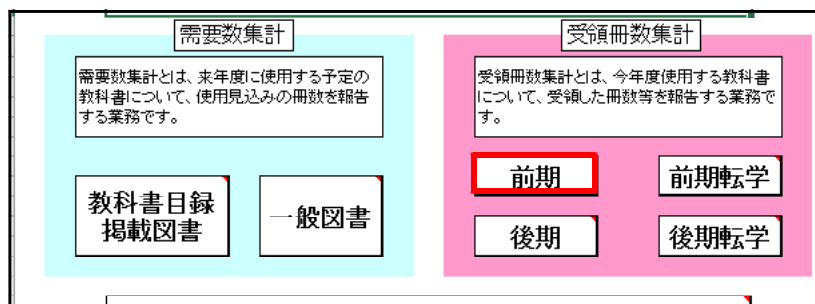 需要数集計
需要数集計とは、来年度に使用する予定の
教科書について、使用見込みの冊数を報告
する業務です。
教科書目録
掲載図書
一般図書
受領冊数集計
受領冊数集計とは、今年度使用する教科書
について、受領した冊数等を報告する業務で
す。
前期
前期転学
後期
後期転学